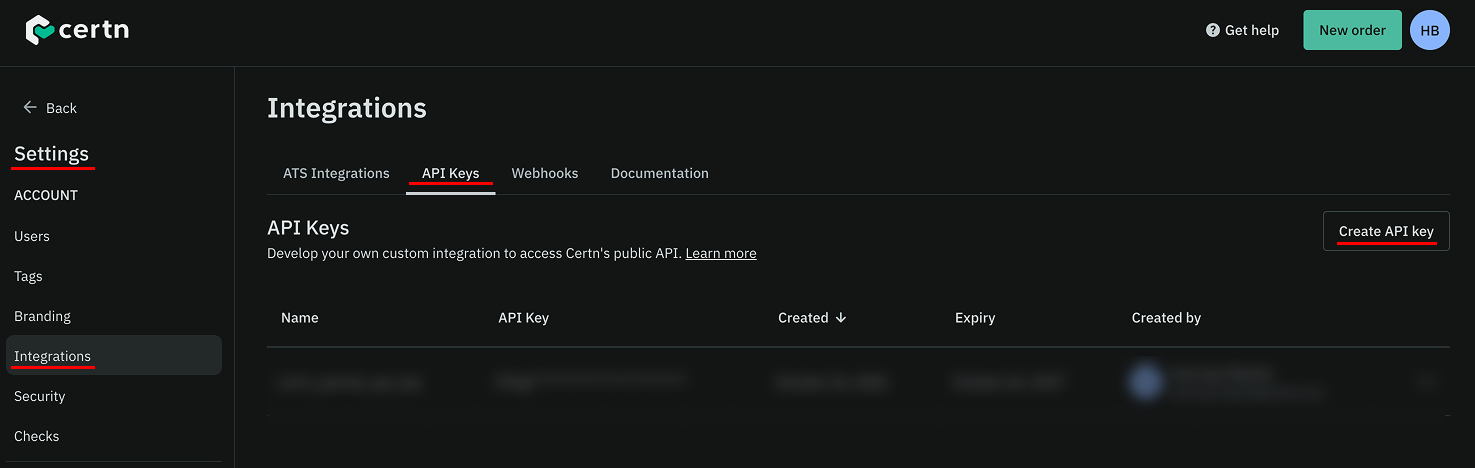 certn
Get help
New order
HB
Back
Settings
ACCOUNT
Users
Tags
Branding
Integrations
Security
Checks
Integrations
ATS Integrations
API Keys
Webhooks
Documentation
API Keys
Develop your own custom integration to access Certn's public API. Learn more
Create API key
Name
API Key
Created
Expiry
Created by